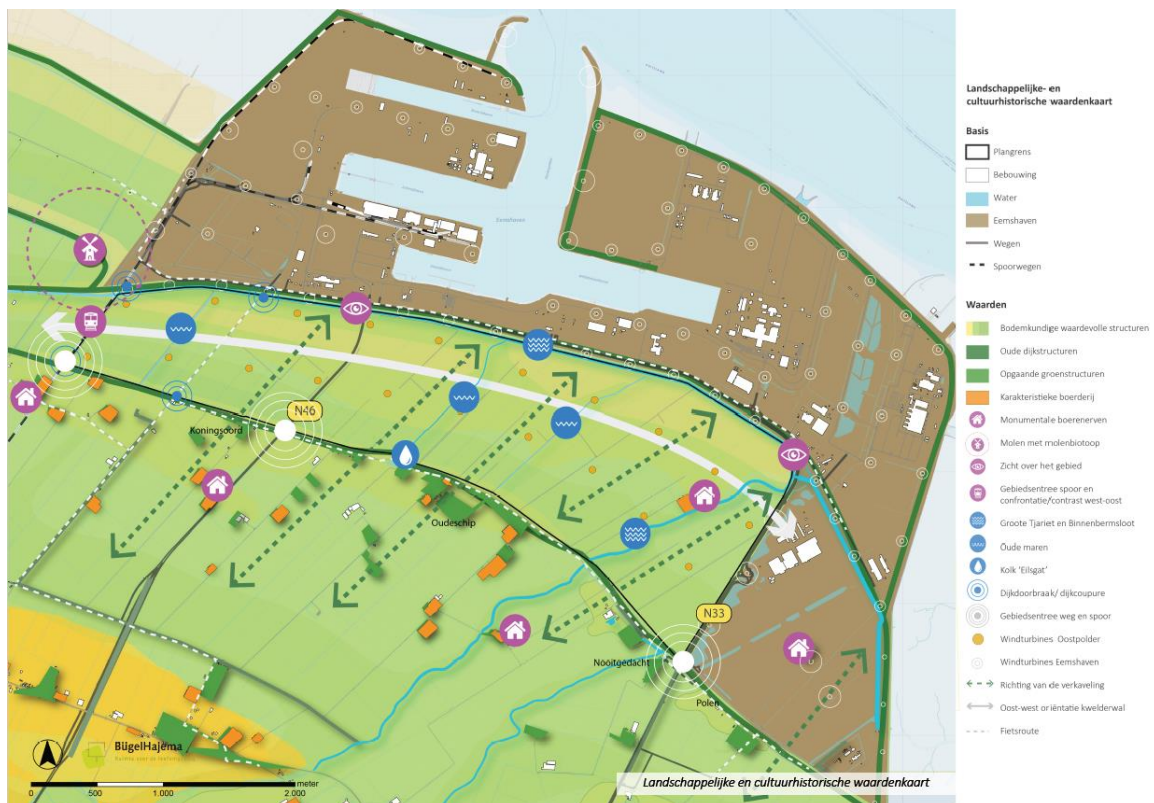 Eemshaven
N46
Koningsoord
Oudeschip
N33
Nooitgedacht
Polen
BügelHajema
meter
0 500 1.000 2.000
Landschappelijke en cultuurhistorische waardenkaart
Landschappelijke- en
cultuurhistorische waardenkaart
Basis
Plangrens
Bebouwing
Water
Eemshaven
Wegen
Spoorwegen
Waarden
Bodemkundige waardevolle structuren
Oude dijkstructuren
Opgaande groenstructuren
Karakteristieke boerderij
Monumentale boerenerven
Molen met molenbiotoop
Zicht over het gebied
Gebiedsentree spoor en
confrontatie/contrast west-oost
Groote Tjariet en Binnenbermsloot
Oude maren
Kolk 'Eilsgat'
Dijkdoorbraak/ dijkcoupure
Gebiedsentree weg en spoor
Windturbines Oostpolder
Windturbines Eemshaven
Richting van de verkaveling
Oost-west oriëntatie kwelderwal
Fietsroute